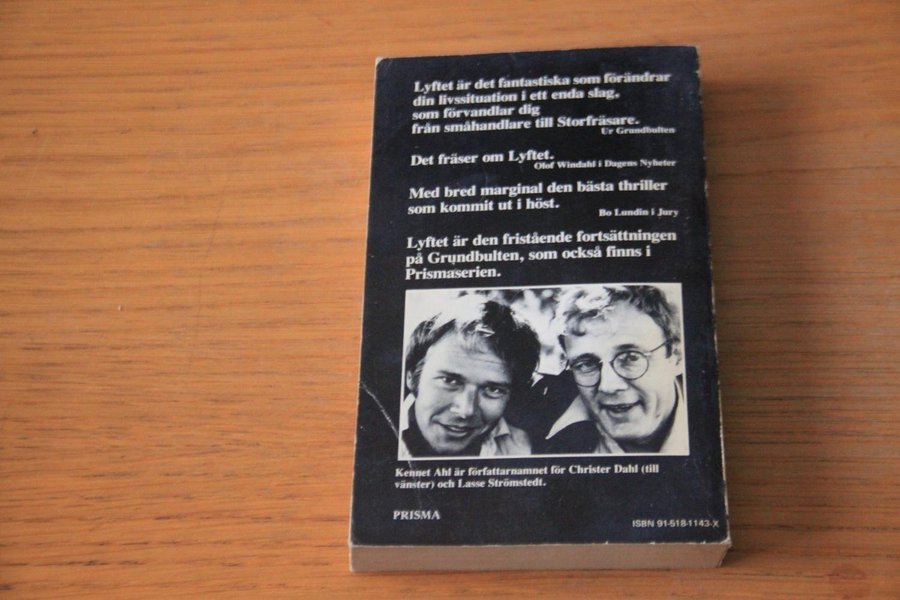 Lyftet är det fantastiska som förändrar
din livssituation i ett enda slag,
som förvandlar dig
från småhandlare till Storfräsare.
Ur Grundbulten
Det fräser om Lyftet.
Olof Windahl i Dagens Nyheter
Med bred marginal den bästa thriller
som kommit ut i höst.
Bo Lundin i Jury
Lyftet är den fristående fortsättningen
på Grundbulten, som också finns i
Prismaserien.
Kennet Ahl är författarnamnet för Christer Dahl (till
vänster) och Lasse Strömstedt.
PRISMA
ISBN 91-518-1143-X